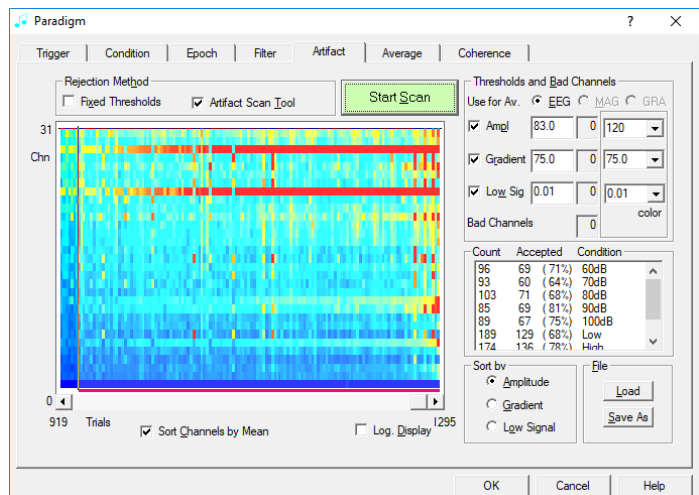 Paradigm ? ×
Trigger Condition Epoch Filter Artifact Average Coherence
Rejection Method
Fixed Thresholds Artifact Scan Tool
Start Scan
Thresholds and Bad Channels
Use for Av. EEG MAG GRA
Ampl 83.0 0 120
Gradient 75.0 0 75.0
Low Sig 0.01 0 0.01
Bad Channels 0 color
31
Chn
0
919 Trials 1295
Sort Channels by Mean Log. Display
Count Accepted Condition
96 69 (71%) 60dB
93 60 (64%) 70dB
103 71 (68%) 80dB
85 69 (81%) 90dB
89 67 (75%) 100dB
189 129 (68%) Low
174 136 (78%) High
Sort by
Amplitude
Gradient
Low Signal
File
Load
Save As
OK Cancel Help